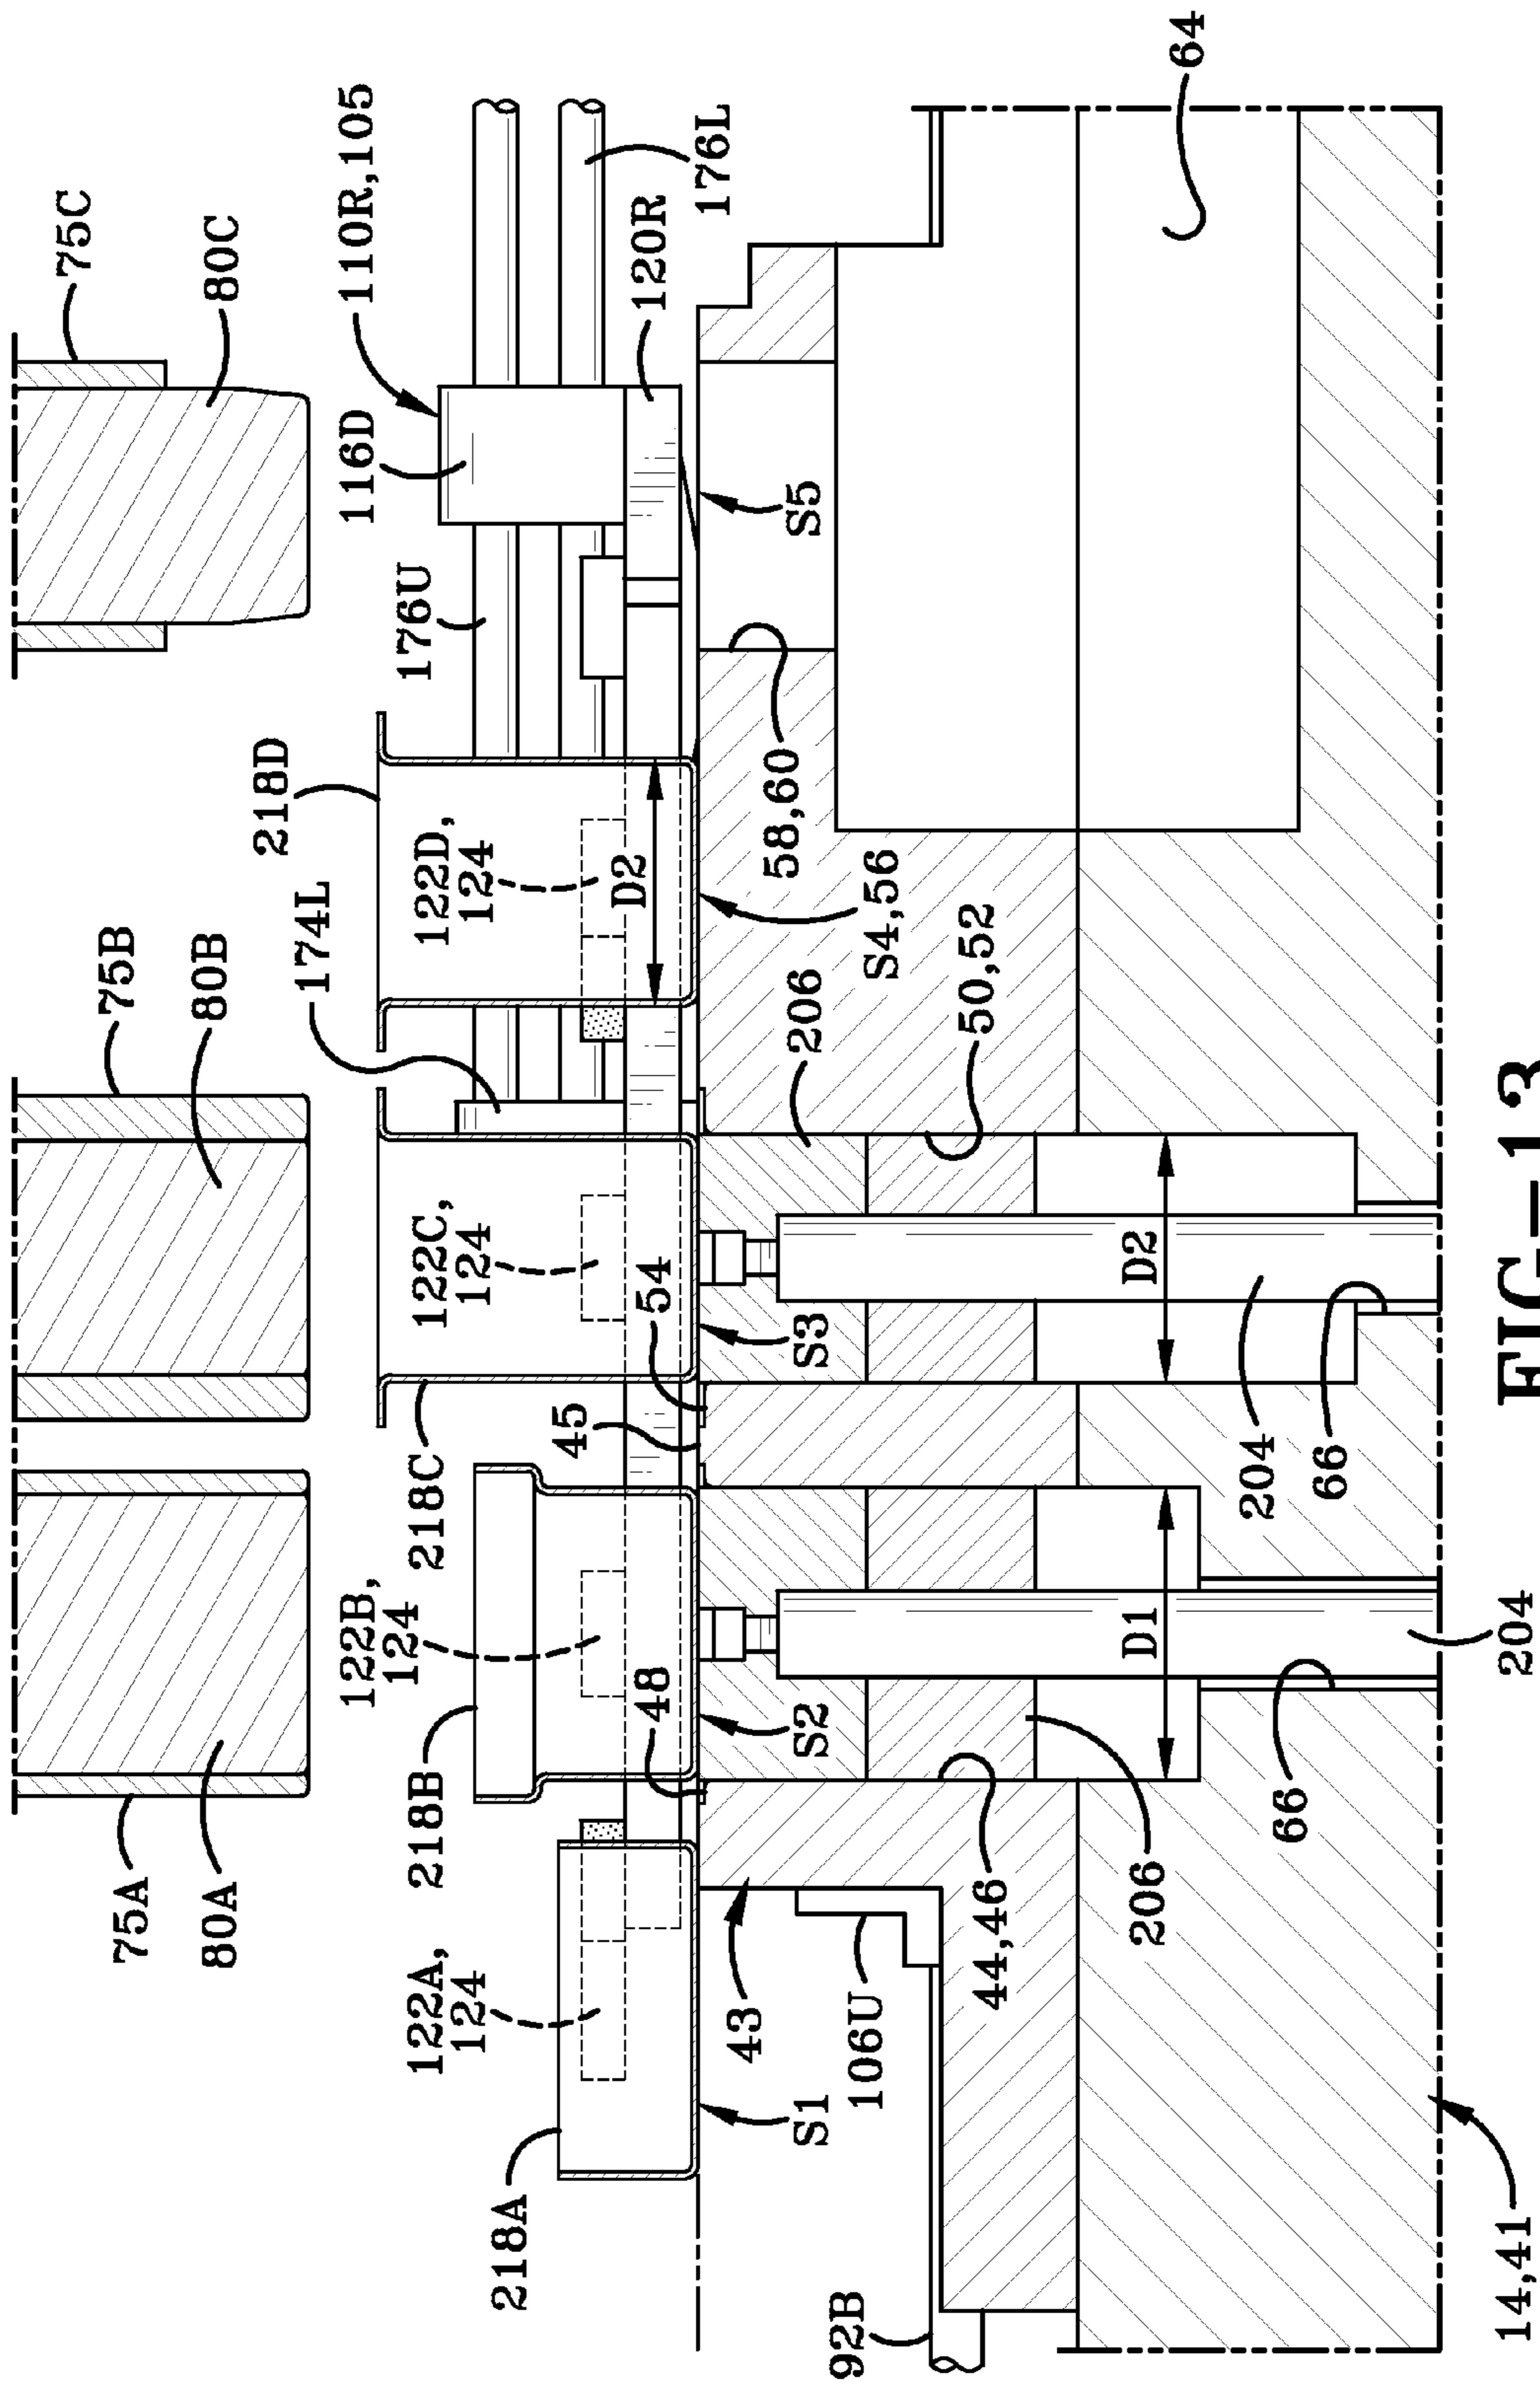 75A
80A
75B
80B
75C
80C
218A
122A,
124
218B
122B,
124
218C
122C,
124
174L
218D
122D,
124
D2
176U
116D
110R,105
120R
176L
92B
106U
43
S1
48
S2
45
54
S3
206
50,52
S4,56
58,60
S5
64
44,46
206
D1
66
204
D2
204
66
14,41
FIG-13